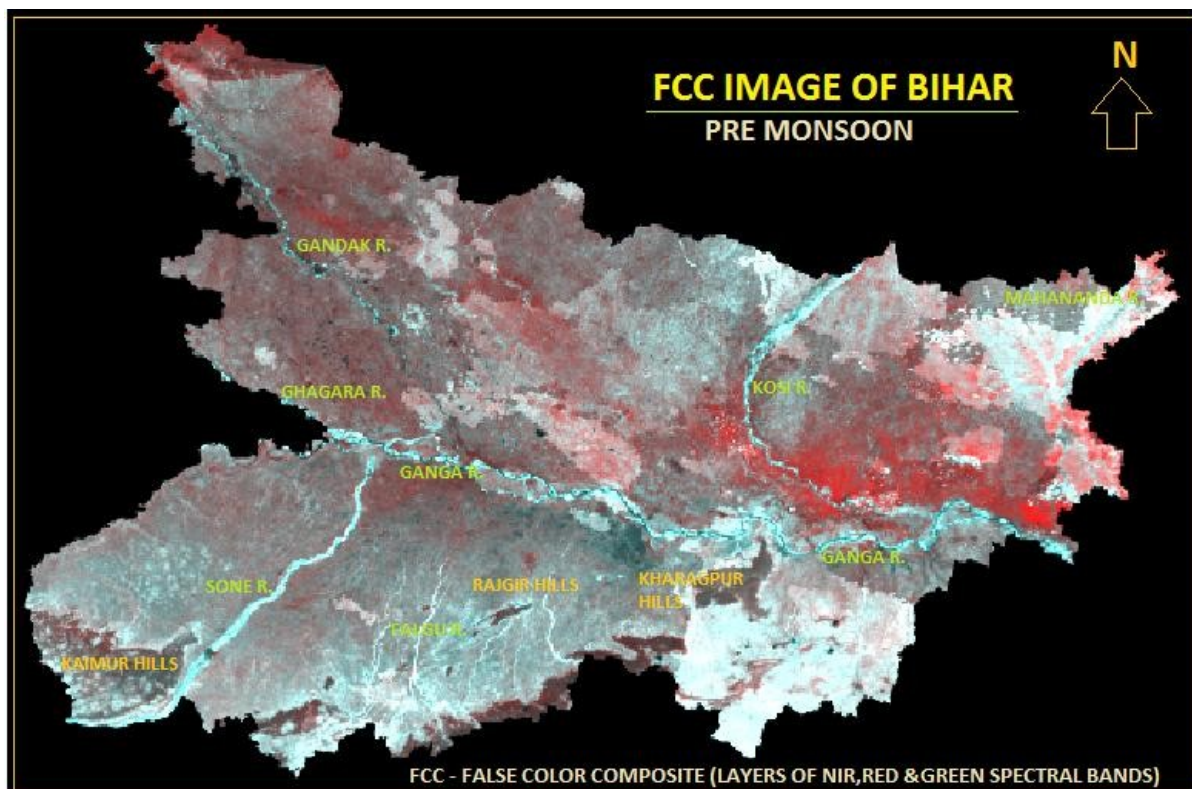 N
FCC IMAGE OF BIHAR
PRE MONSOON
GANDAK R.
MAHANANDA R.
GHAGARA R.
KOSI R.
GANGA R.
GANGA R.
SONE R.
RAJGIR HILLS
KHARAGPUR
HILLS
FALGU R.
KAIMUR HILLS
FCC - FALSE COLOR COMPOSITE (LAYERS OF NIR,RED &GREEN SPECTRAL BANDS)